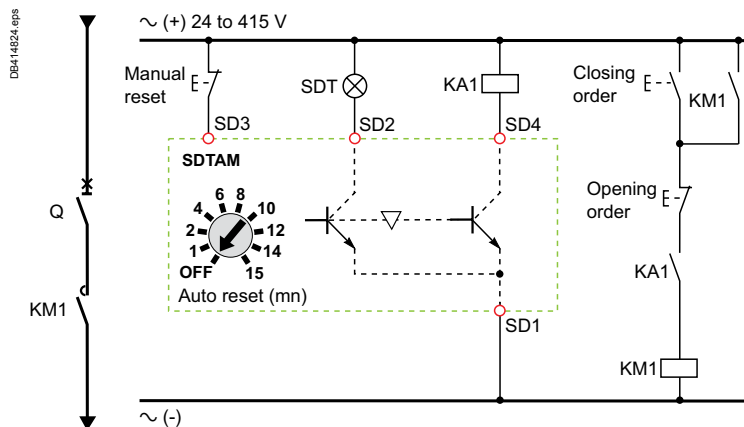 DB414824.eps
∼ (+) 24 to 415 V
Manual
reset
SDT
KA1
Closing
order
KM1
SD3
SD2
SD4
SDTAM
Q
Opening
order
6 8
4 10
2 12
1 14
OFF 15
Auto reset (mn)
KA1
KM1
SD1
KM1
∼ (-)